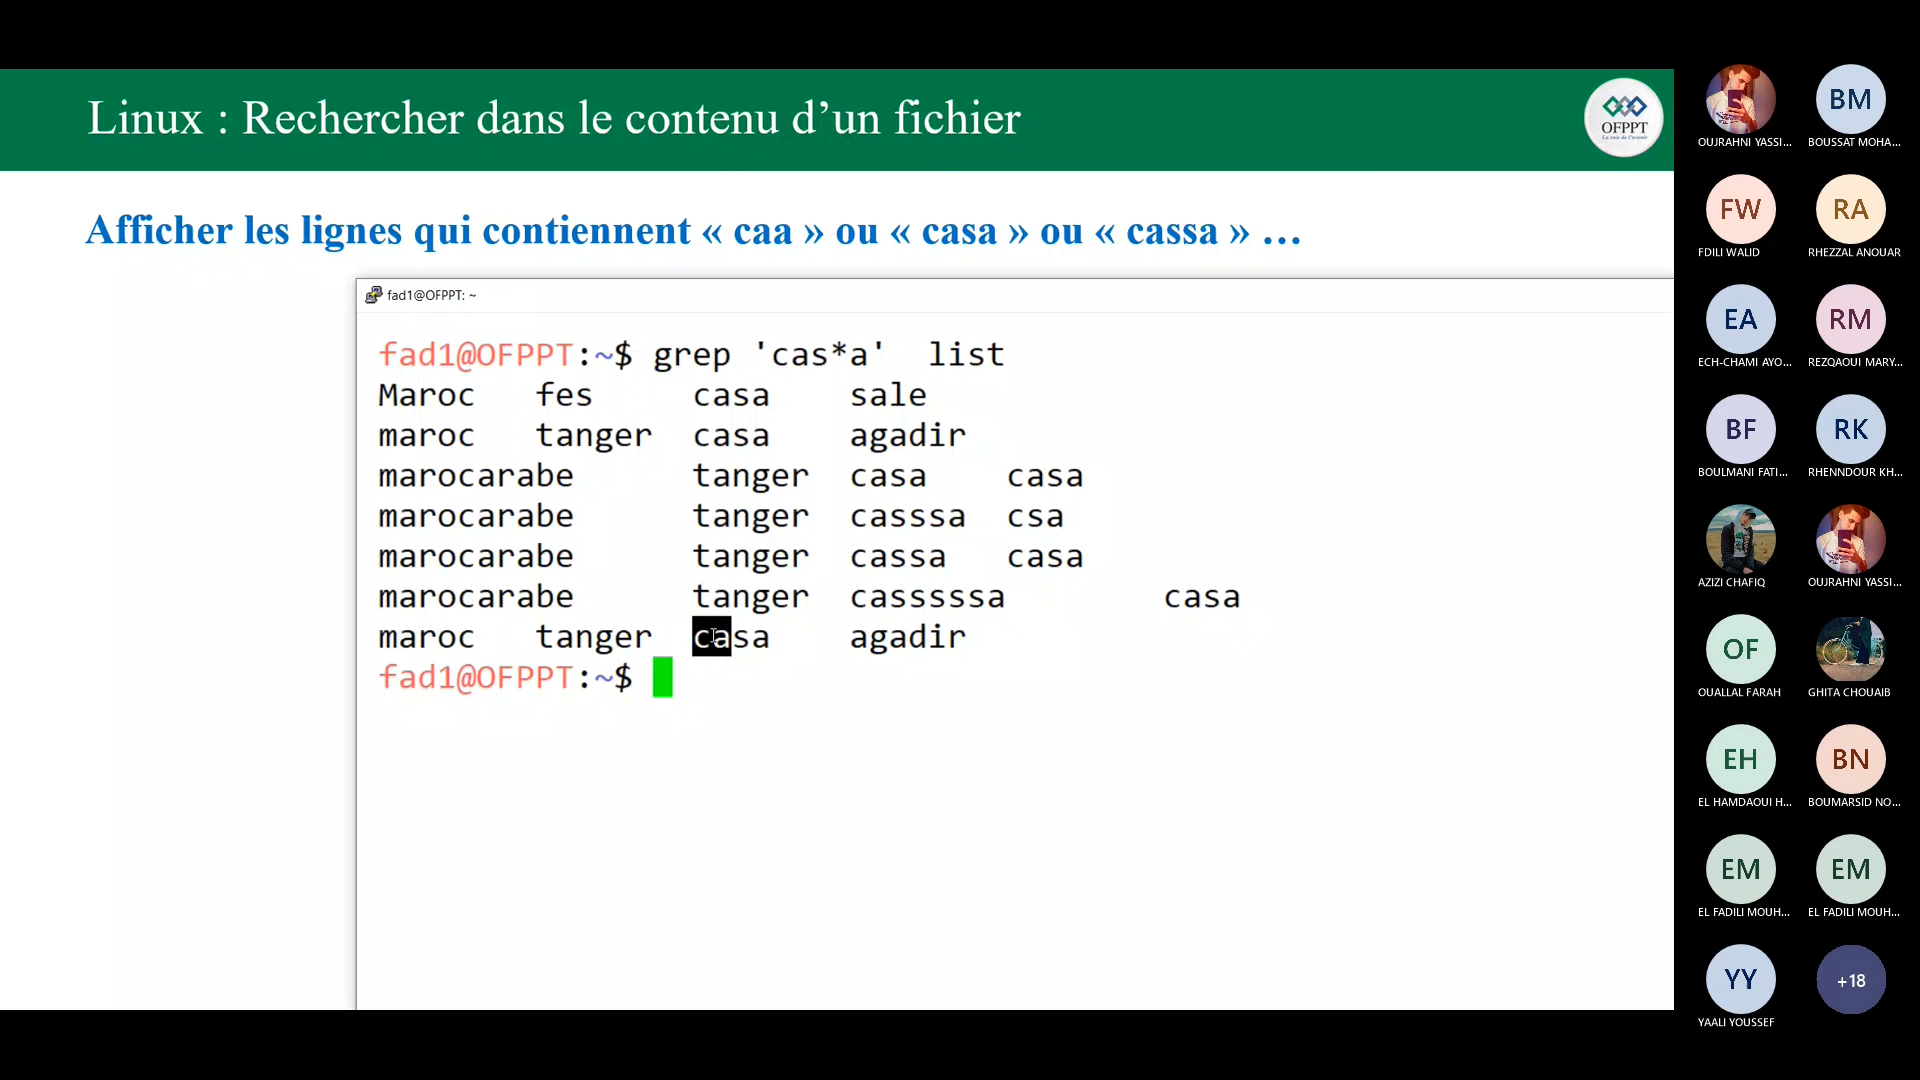 Linux : Rechercher dans le contenu d’un fichier
OFPPT
La voie de l'avenir
Afficher les lignes qui contiennent « caa » ou « casa » ou « cassa » …
fad1@OFPPT: ~
fad1@OFPPT:~$ grep 'cas*a' list
Maroc fes casa sale
maroc tanger casa agadir
marocarabe tanger casa casa
marocarabe tanger casssa csa
marocarabe tanger cassa casa
marocarabe tanger casssssa casa
maroc tanger casa agadir
fad1@OFPPT:~$
BM
OUJRAHNI YASSI... BOUSSAT MOHA...
FW RA
FDILI WALID RHEZZAL ANOUAR
EA RM
ECH-CHAMI AYO... REZQAOUI MARY...
BF RK
BOULMANI FATI... RHENNDOUR KH...
AZIZI CHAFIQ OUJRAHNI YASSI...
OF
OUALLAL FARAH GHITA CHOUAIB
EH BN
EL HAMDAOUI H... BOUMARSID NO...
EM EM
EL FADILI MOUH... EL FADILI MOUH...
YY +18
YAALI YOUSSEF